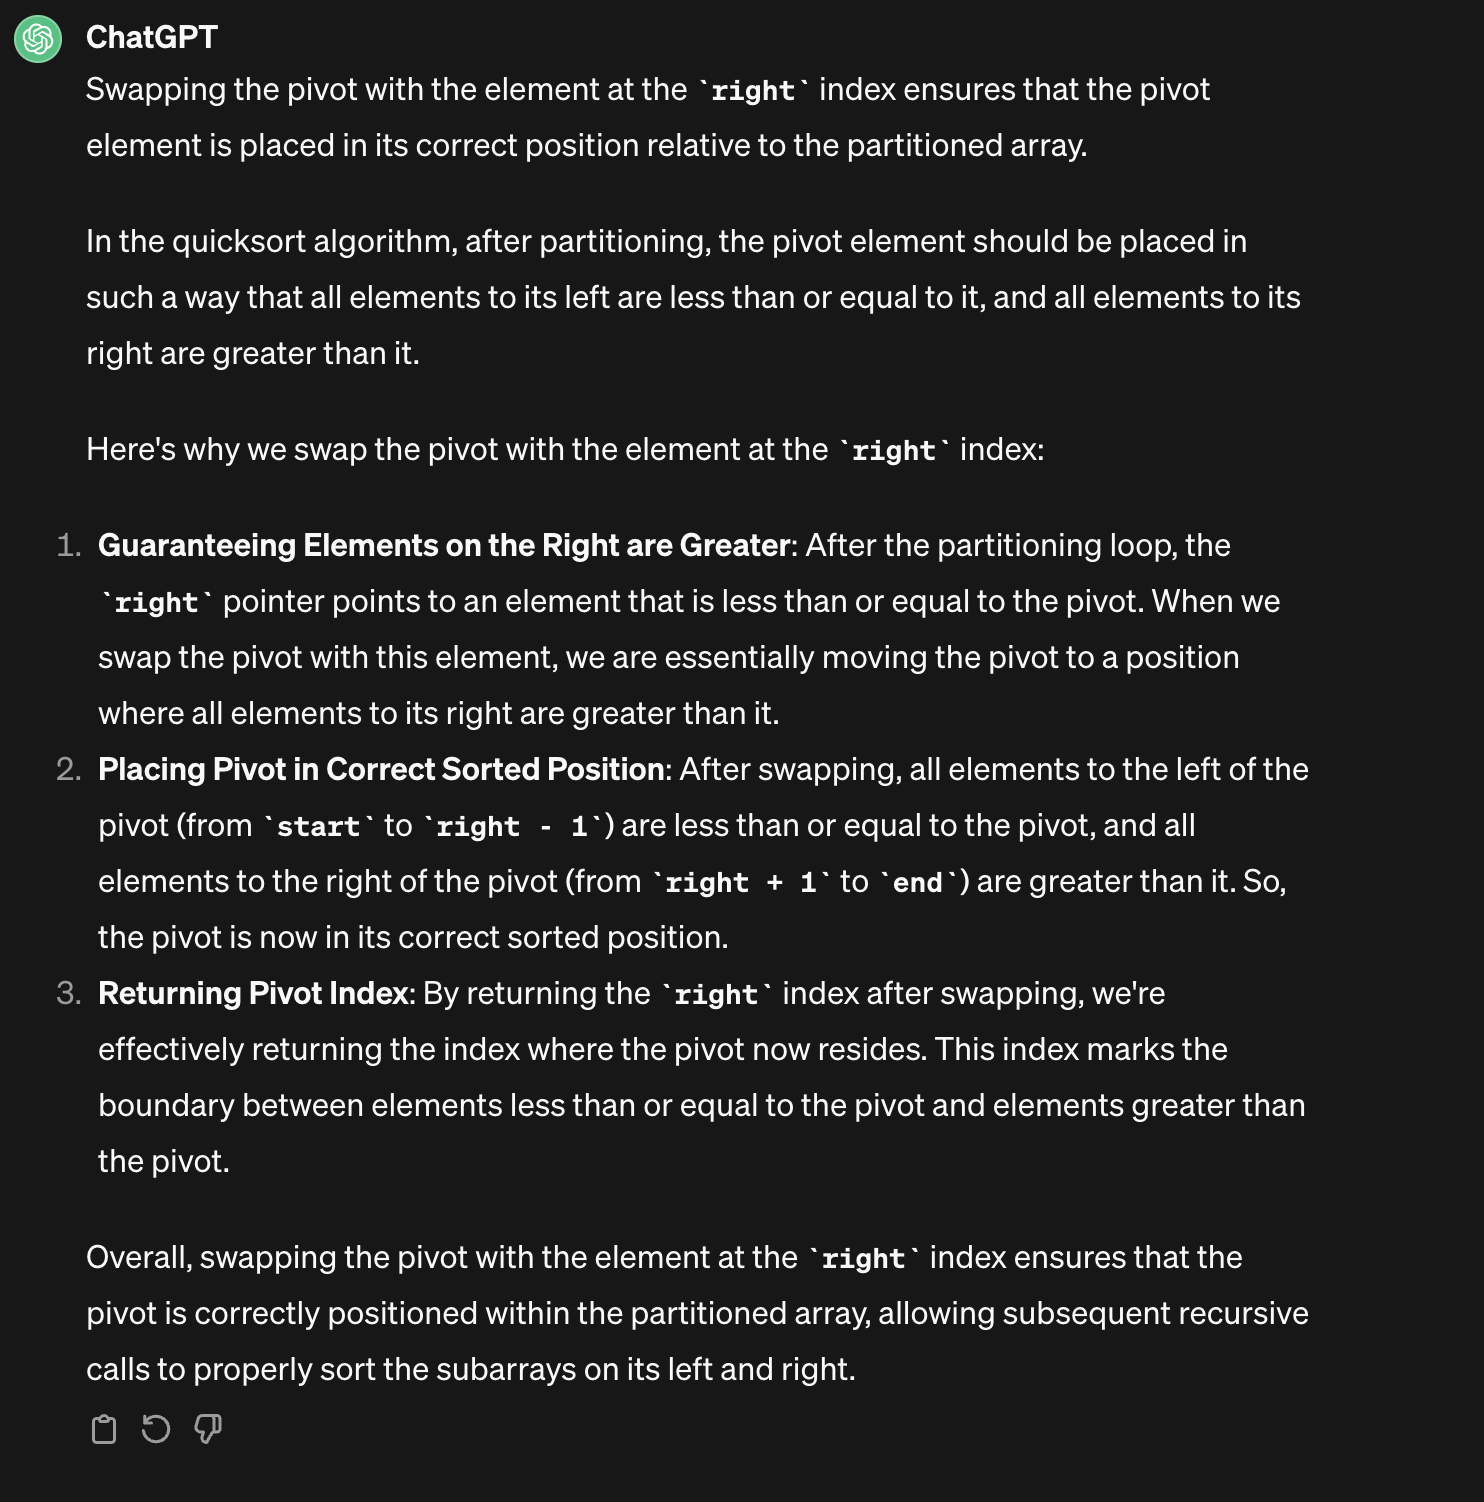 ChatGPT
Swapping the pivot with the element at the `right` index ensures that the pivot
element is placed in its correct position relative to the partitioned array.
In the quicksort algorithm, after partitioning, the pivot element should be placed in
such a way that all elements to its left are less than or equal to it, and all elements to its
right are greater than it.
Here's why we swap the pivot with the element at the `right` index:
1. Guaranteeing Elements on the Right are Greater: After the partitioning loop, the
`right` pointer points to an element that is less than or equal to the pivot. When we
swap the pivot with this element, we are essentially moving the pivot to a position
where all elements to its right are greater than it.
2. Placing Pivot in Correct Sorted Position: After swapping, all elements to the left of the
pivot (from `start` to `right - 1`) are less than or equal to the pivot, and all
elements to the right of the pivot (from `right + 1` to `end`) are greater than it. So,
the pivot is now in its correct sorted position.
3. Returning Pivot Index: By returning the `right` index after swapping, we're
effectively returning the index where the pivot now resides. This index marks the
boundary between elements less than or equal to the pivot and elements greater than
the pivot.
Overall, swapping the pivot with the element at the `right` index ensures that the
pivot is correctly positioned within the partitioned array, allowing subsequent recursive
calls to properly sort the subarrays on its left and right.